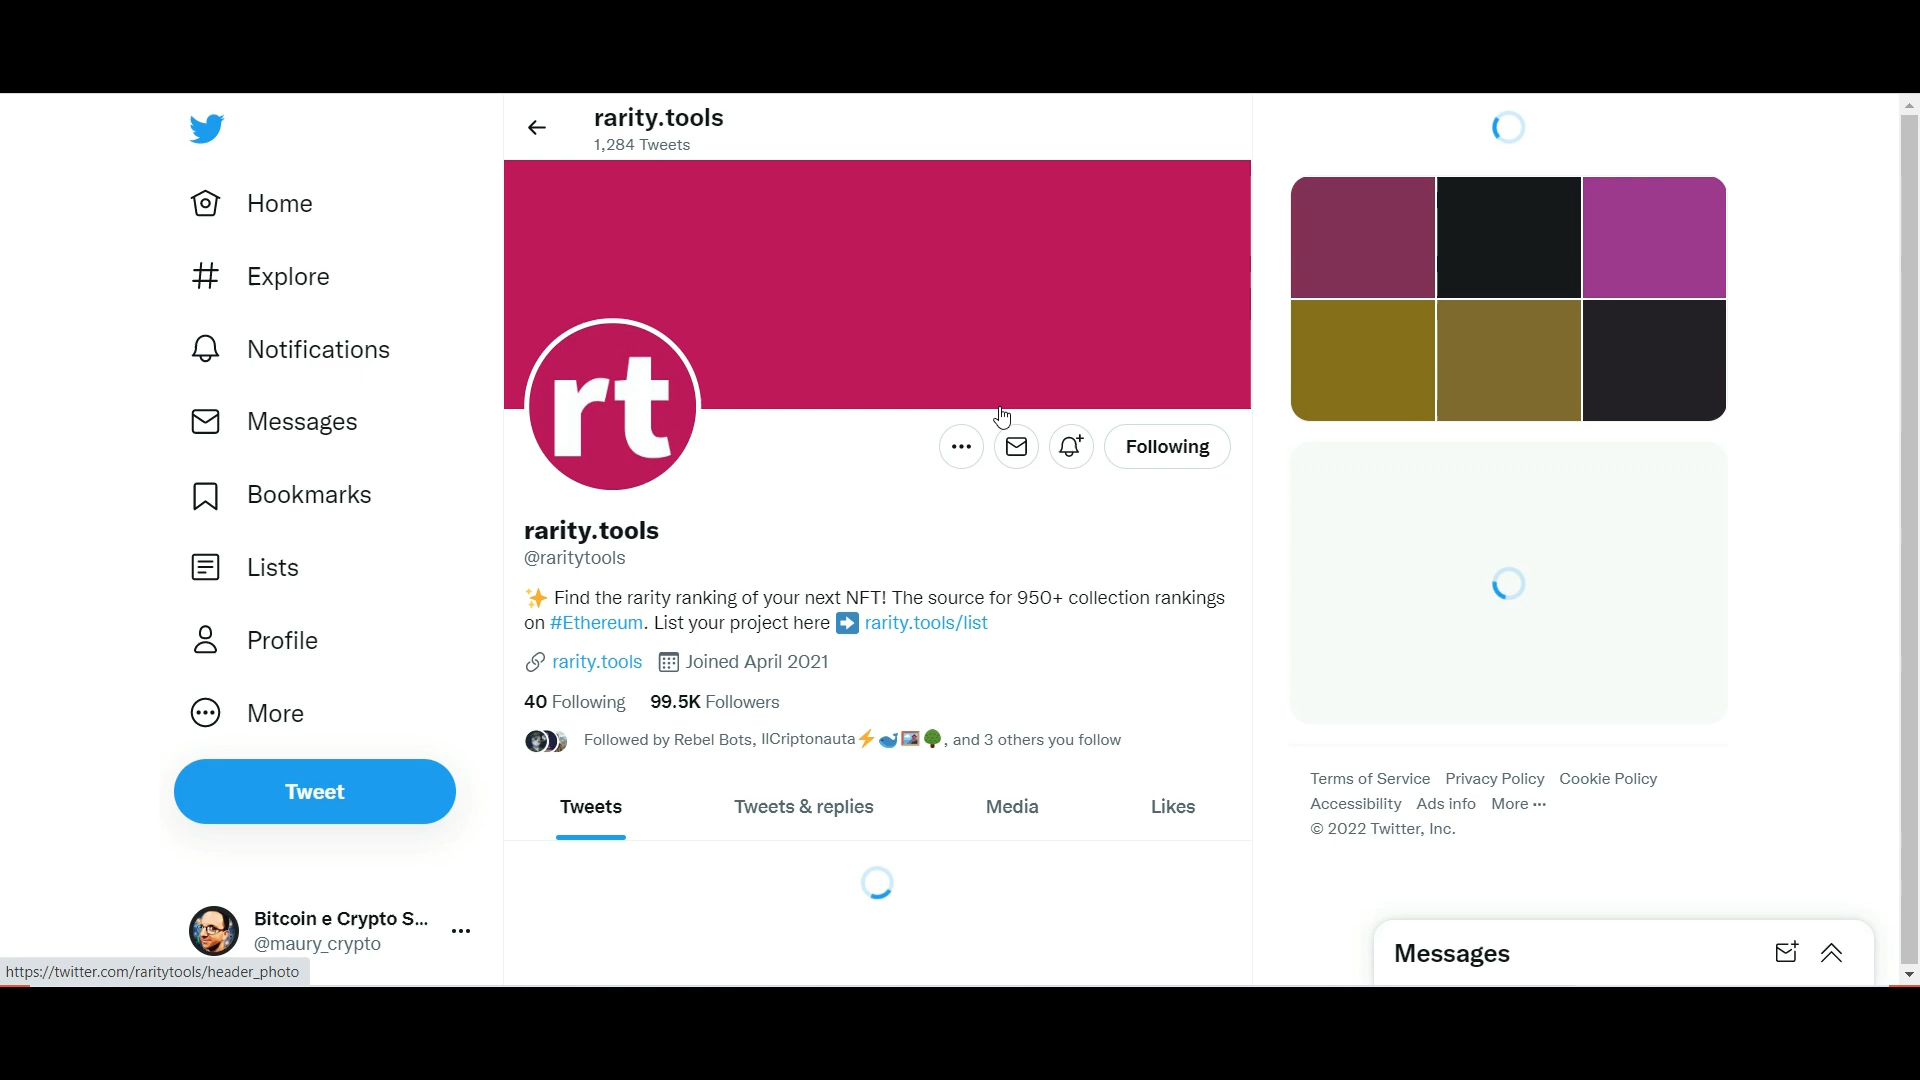 rarity.tools
1,284 Tweets
Home
Explore
Notifications
Messages
Bookmarks
Lists
Profile
More
Tweet
Bitcoin e Crypto S...
@maury_crypto
https://twitter.com/raritytools/header_photo
rt
Following
rarity.tools
@raritytools
✨ Find the rarity ranking of your next NFT! The source for 950+ collection rankings
on #Ethereum. List your project here ➡️ rarity.tools/list
rarity.tools Joined April 2021
40 Following 99.5K Followers
Followed by Rebel Bots, IlCriptonauta⚡🐋🖼️🌳, and 3 others you follow
Tweets Tweets & replies Media Likes
Terms of Service Privacy Policy Cookie Policy
Accessibility Ads info More ···
© 2022 Twitter, Inc.
Messages